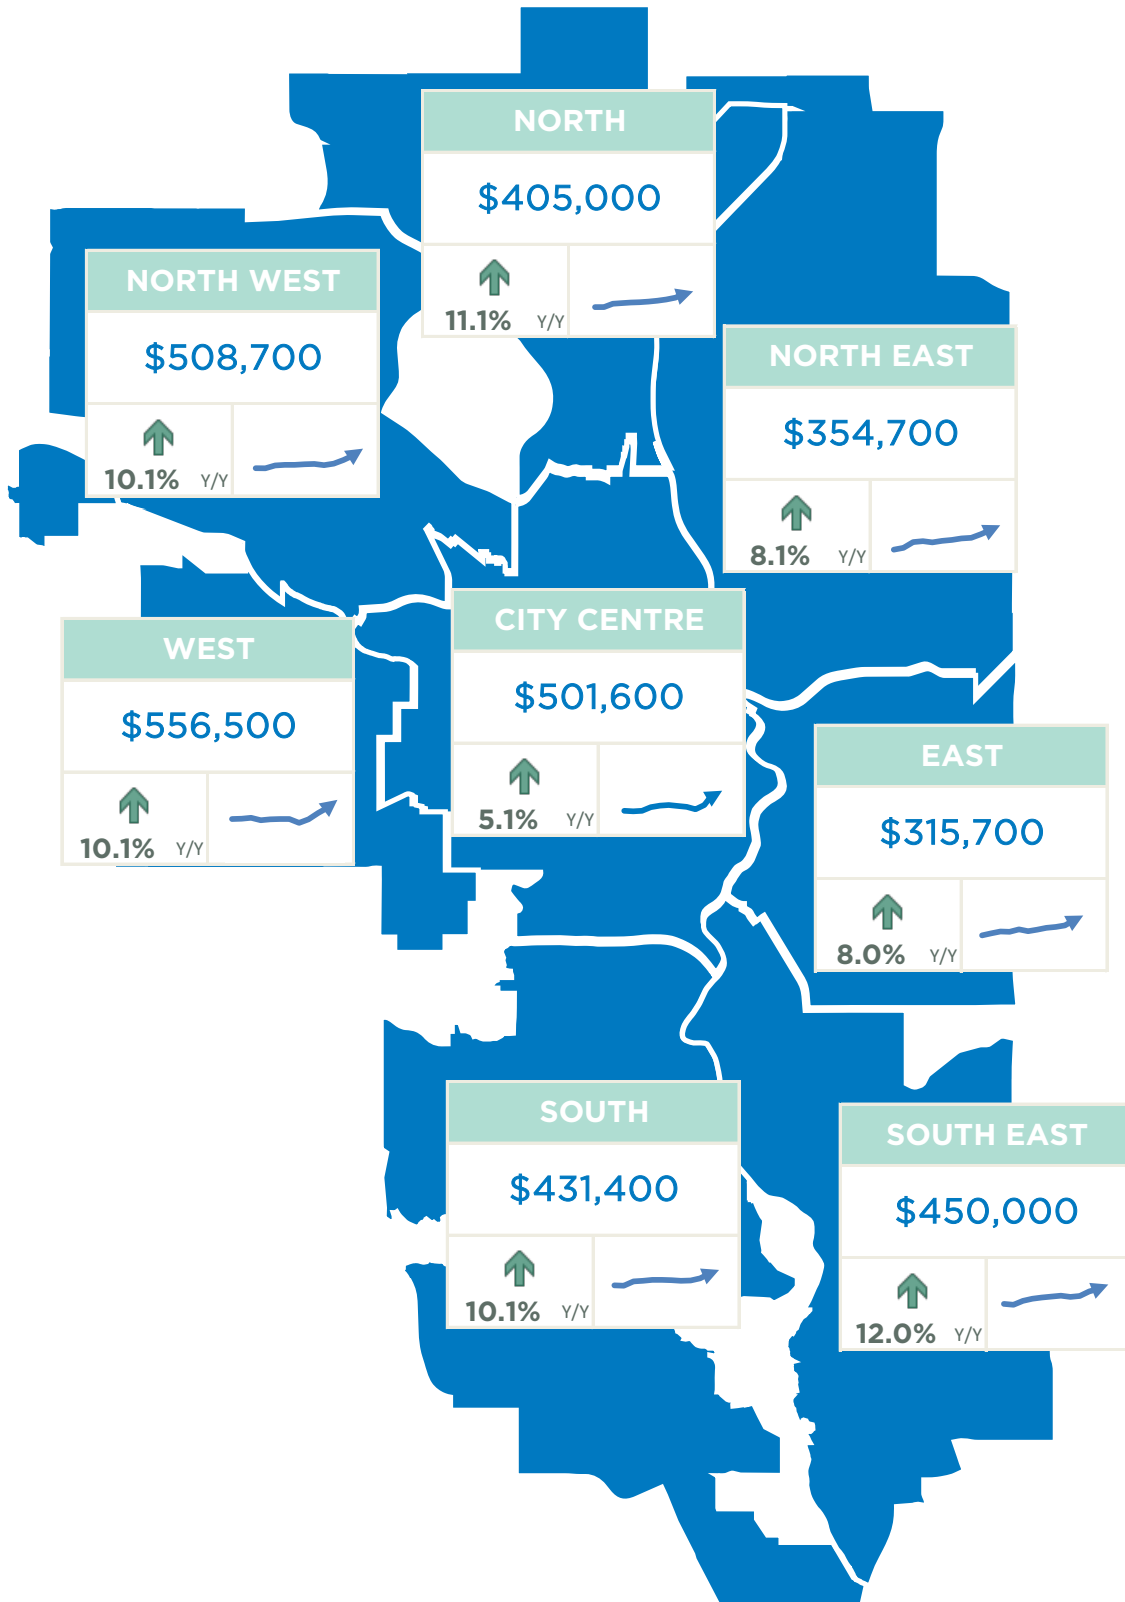 NORTH
$405,000
11.1% Y/Y
NORTH WEST
$508,700
10.1% Y/Y
NORTH EAST
$354,700
8.1% Y/Y
CITY CENTRE
$501,600
5.1% Y/Y
WEST
$556,500
10.1% Y/Y
EAST
$315,700
8.0% Y/Y
SOUTH
$431,400
10.1% Y/Y
SOUTH EAST
$450,000
12.0% Y/Y